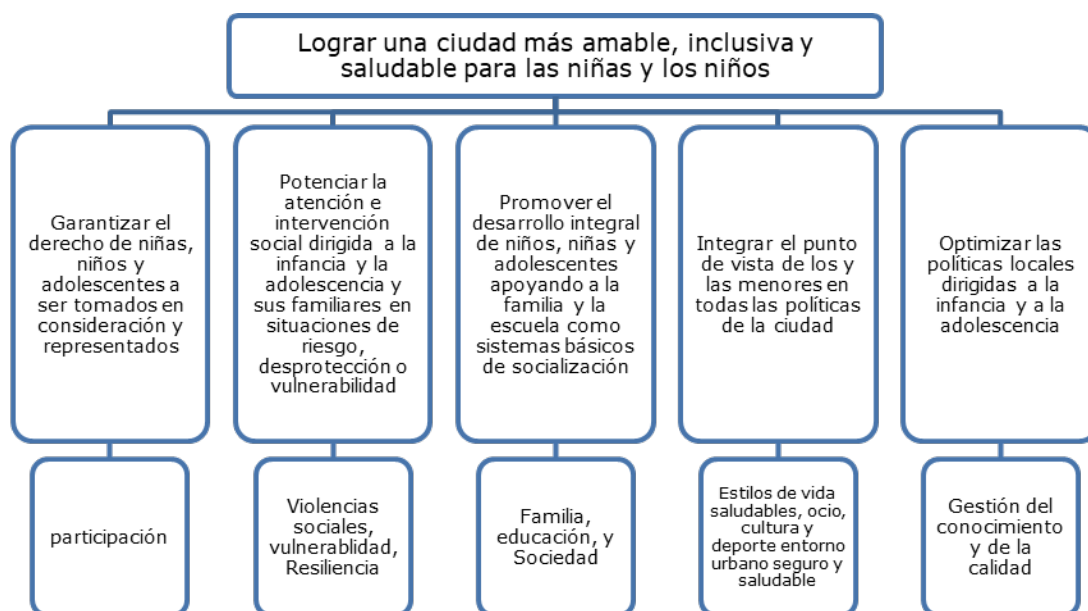 Lograr una ciudad más amable, inclusiva y
saludable para las niñas y los niños
Garantizar el
derecho de niñas,
niños y
adolescentes a
ser tomados en
consideración y
representados
Potenciar la
atención e
intervención
social dirigida a la
infancia y la
adolescencia y
sus familiares en
situaciones de
riesgo,
desprotección o
vulnerabilidad
Promover el
desarrollo integral
de niños, niñas y
adolescentes
apoyando a la
familia y la
escuela como
sistemas básicos
de socialización
Integrar el punto
de vista de los y
las menores en
todas las políticas
de la ciudad
Optimizar las
políticas locales
dirigidas a la
infancia y a la
adolescencia
participación
Violencias
sociales,
vulnerablidad,
Resiliencia
Familia,
educación, y
Sociedad
Estilos de vida
saludables, ocio,
cultura y
deporte entorno
urbano seguro y
saludable
Gestión del
conocimiento
y de la
calidad